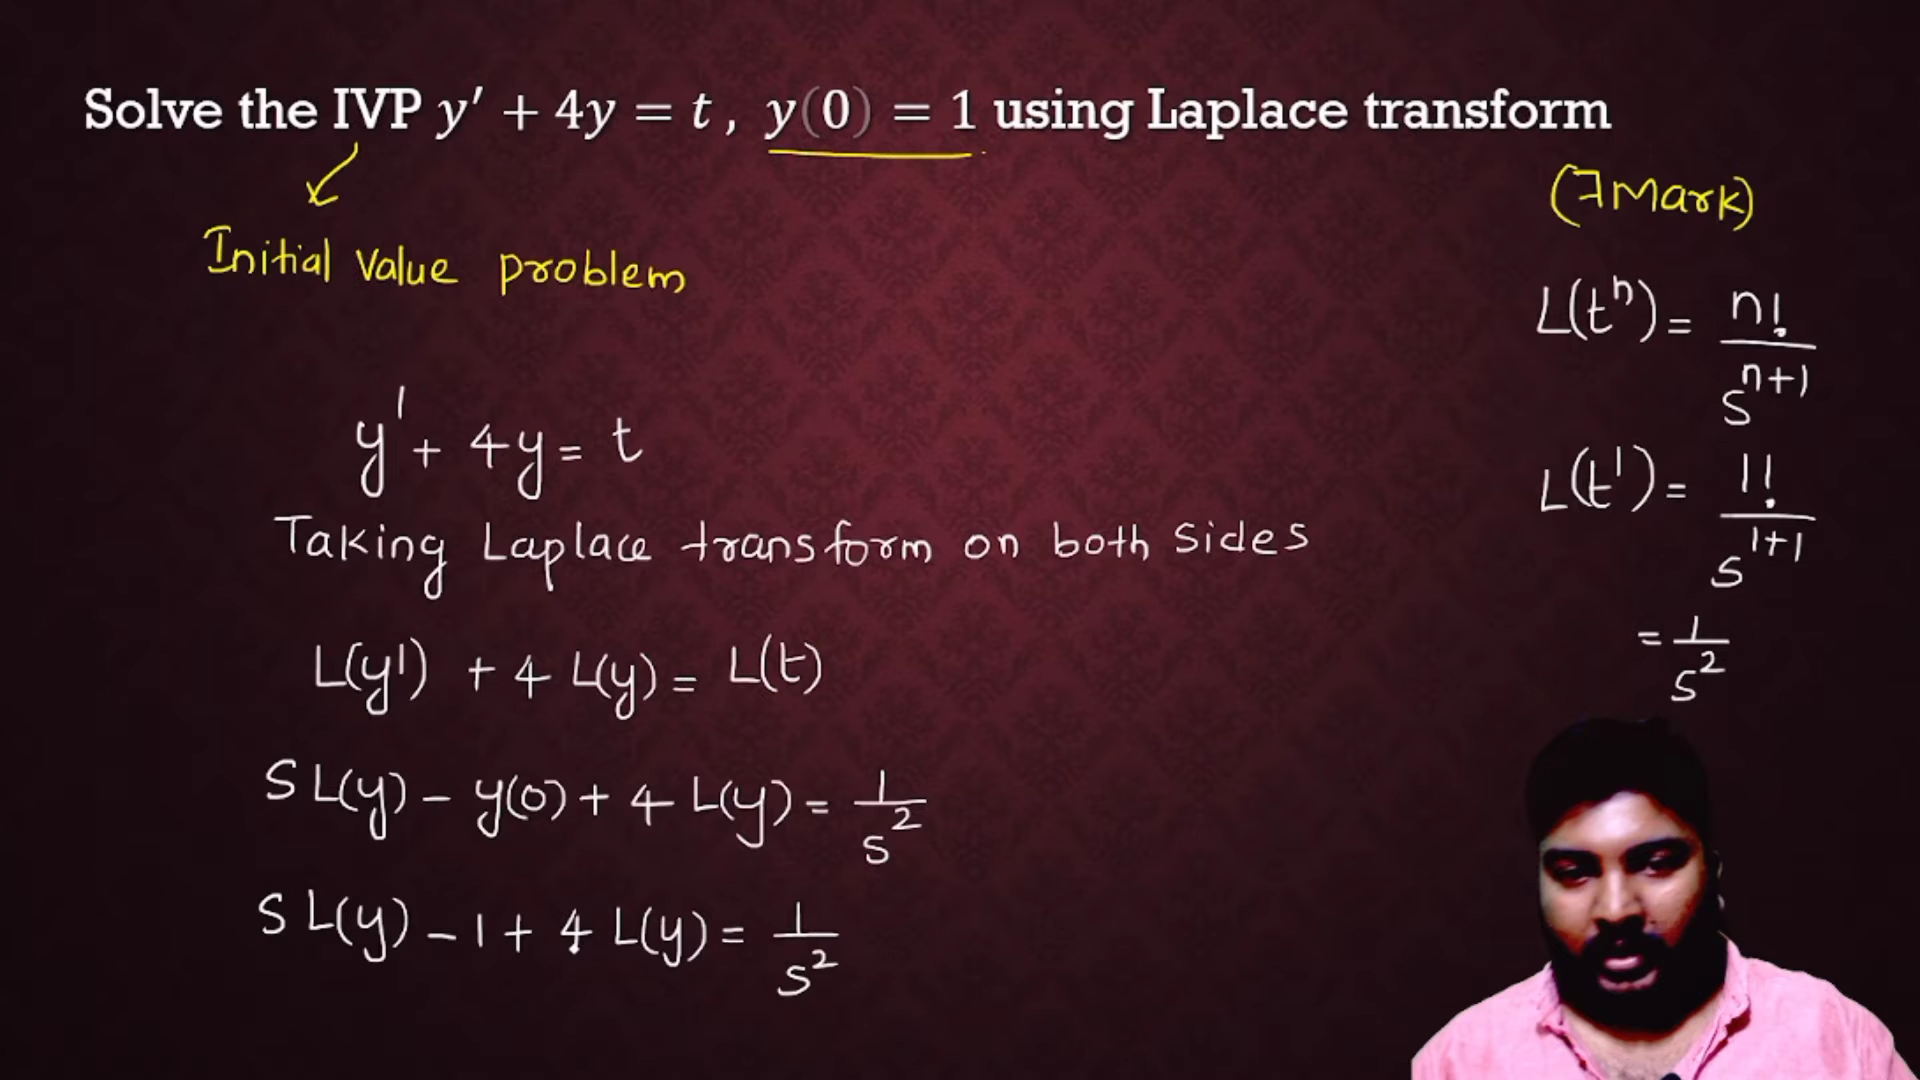 Solve the IVP y′ + 4y = t , y(0) = 1 using Laplace transform
(7Mark)
Initial value problem
L(tⁿ) = n!/sⁿ⁺¹
y' + 4y = t
L(t¹) = 1!/s¹⁺¹
Taking Laplace transform on both sides
= 1/s²
L(y') + 4 L(y) = L(t)
S L(y) – y(0) + 4 L(y) = 1/s²
S L(y) – 1 + 4 L(y) = 1/s²